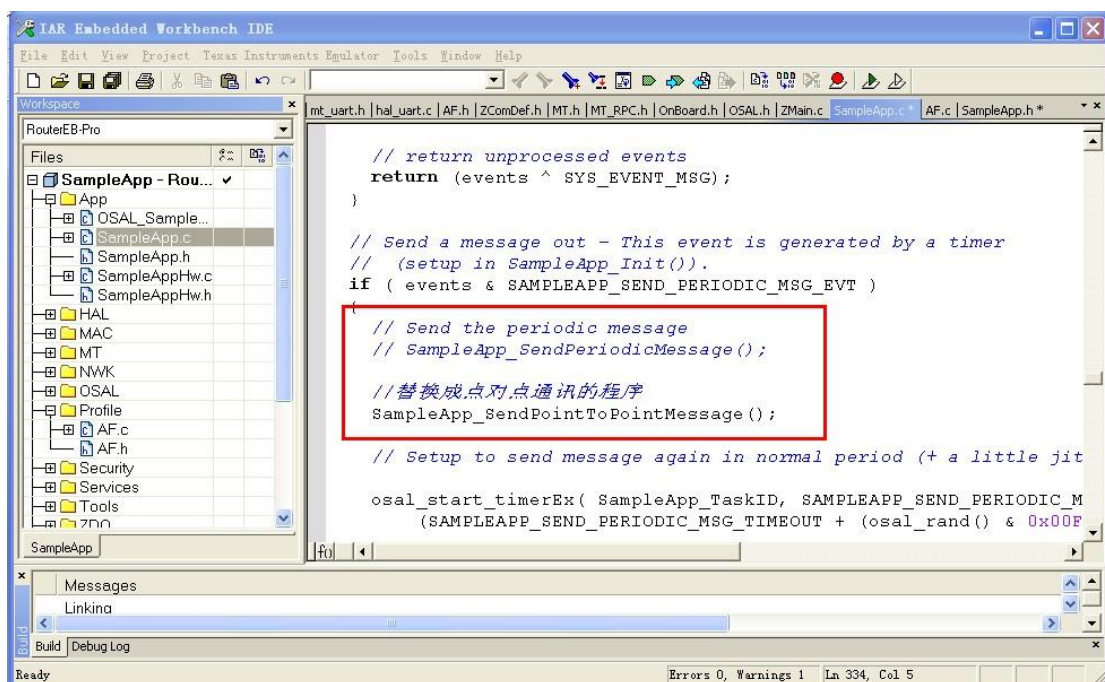 IAR Embedded Workbench IDE
File Edit View Project Texas Instruments Emulator Tools Window Help
Workspace
mt_uart.h | hal_uart.c | AF.h | ZComDef.h | MT.h | MT_RPC.h | OnBoard.h | OSAL.h | ZMain.c SampleApp.c * AF.c | SampleApp.h *
RouterEB-Pro
Files
SampleApp - Rou...
App
OSAL_Sample...
SampleApp.c
SampleApp.h
SampleAppHw.c
SampleAppHw.h
HAL
MAC
MT
NWK
OSAL
Profile
AF.c
AF.h
Security
Services
Tools
ZDO
SampleApp
// return unprocessed events
return (events ^ SYS_EVENT_MSG);
}
// Send a message out - This event is generated by a timer
// (setup in SampleApp_Init()).
if ( events & SAMPLEAPP_SEND_PERIODIC_MSG_EVT )
{
// Send the periodic message
// SampleApp_SendPeriodicMessage();
//替换成点对点通讯的程序
SampleApp_SendPointToPointMessage();
// Setup to send message again in normal period (+ a little jit
osal_start_timerEx( SampleApp_TaskID, SAMPLEAPP_SEND_PERIODIC_M
(SAMPLEAPP_SEND_PERIODIC_MSG_TIMEOUT + (osal_rand() & 0x00F
f()
Messages
Linking
Build
Build Debug Log
Ready Errors 0, Warnings 1 Ln 334, Col 5